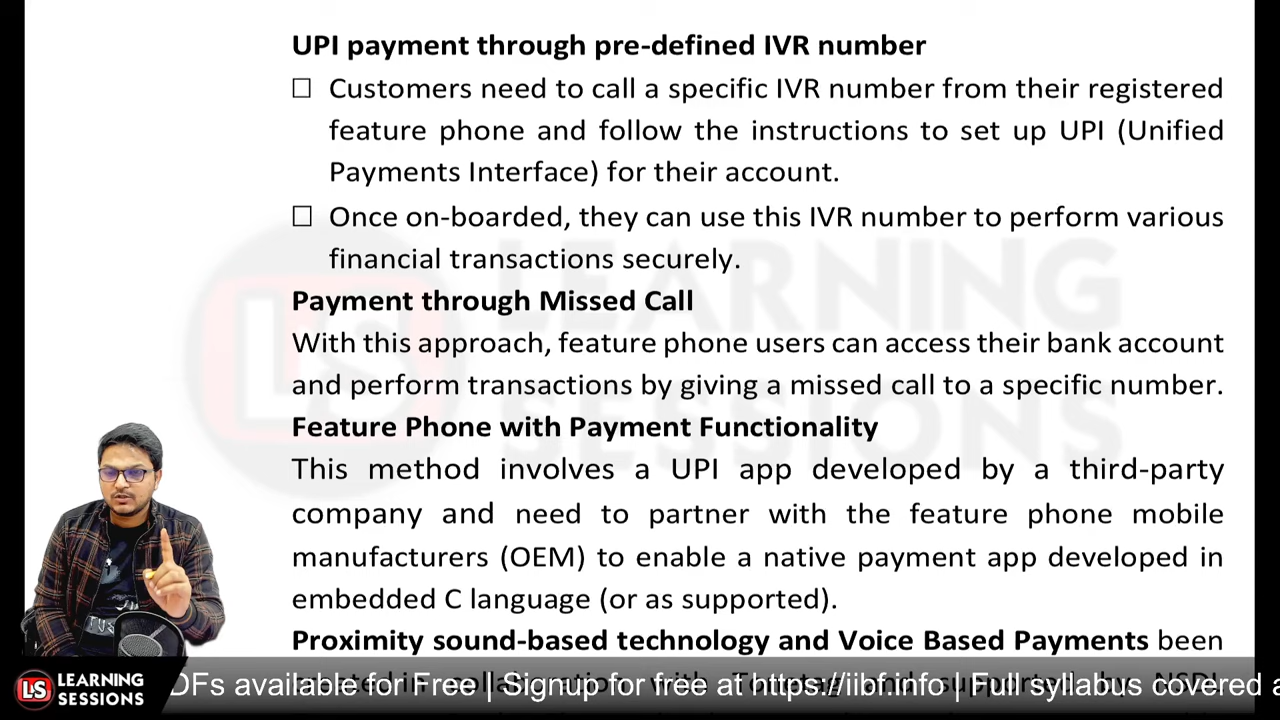 UPI payment through pre-defined IVR number
☐ Customers need to call a specific IVR number from their registered
feature phone and follow the instructions to set up UPI (Unified
Payments Interface) for their account.
☐ Once on-boarded, they can use this IVR number to perform various
financial transactions securely.
Payment through Missed Call
With this approach, feature phone users can access their bank account
and perform transactions by giving a missed call to a specific number.
Feature Phone with Payment Functionality
This method involves a UPI app developed by a third-party
company and need to partner with the feature phone mobile
manufacturers (OEM) to enable a native payment app developed in
embedded C language (or as supported).
Proximity sound-based technology and Voice Based Payments been
LEARNING
SESSIONS
LS
LS LEARNING
SESSIONS
DFs available for Free | Signup for free at https://iibf.info | Full syllabus covered a